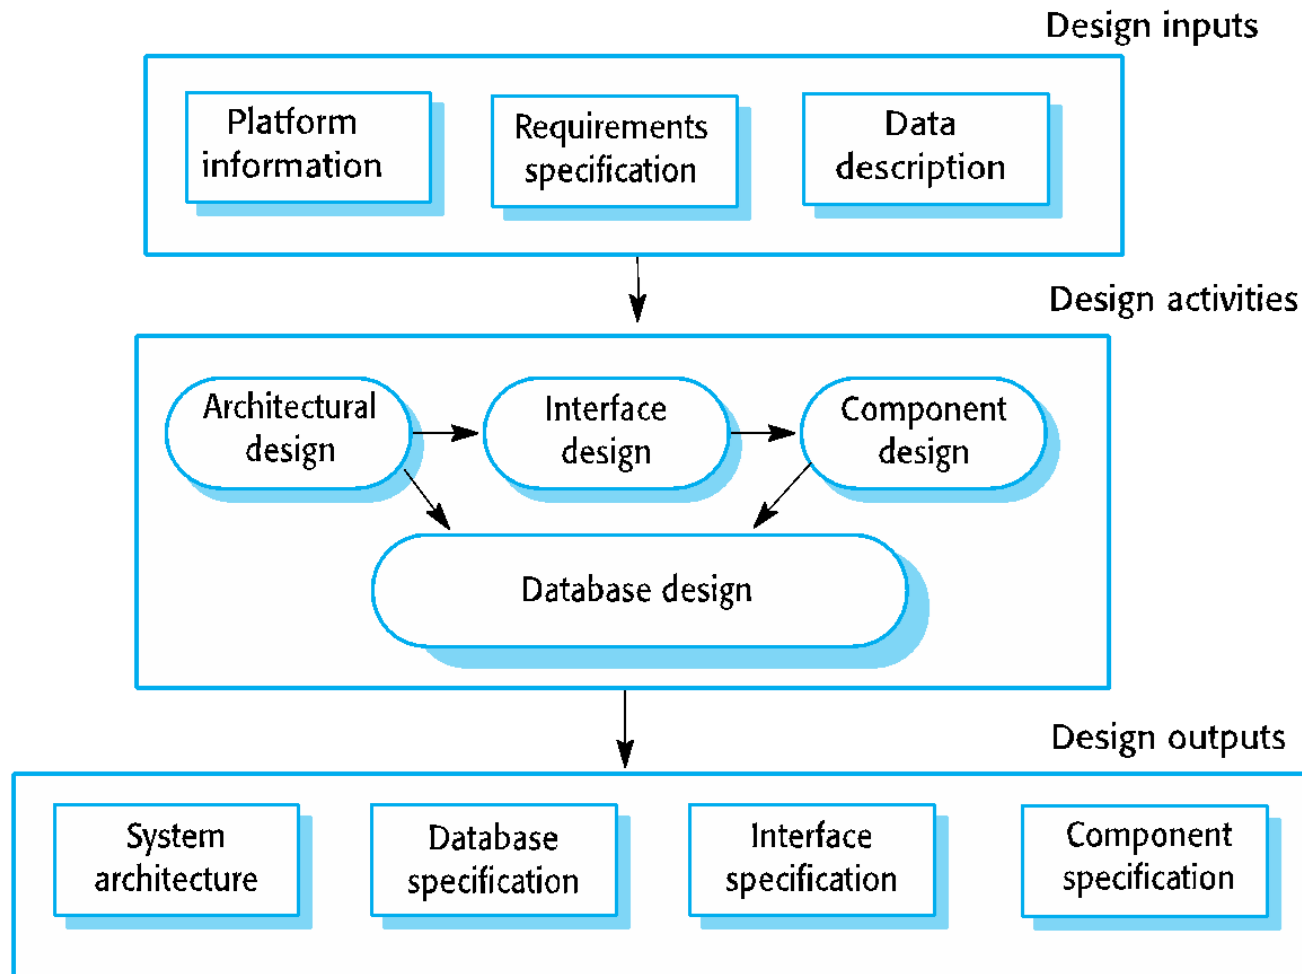 Design inputs
Platform
information
Requirements
specification
Data
description
Design activities
Architectural
design
Interface
design
Component
design
Database design
Design outputs
System
architecture
Database
specification
Interface
specification
Component
specification